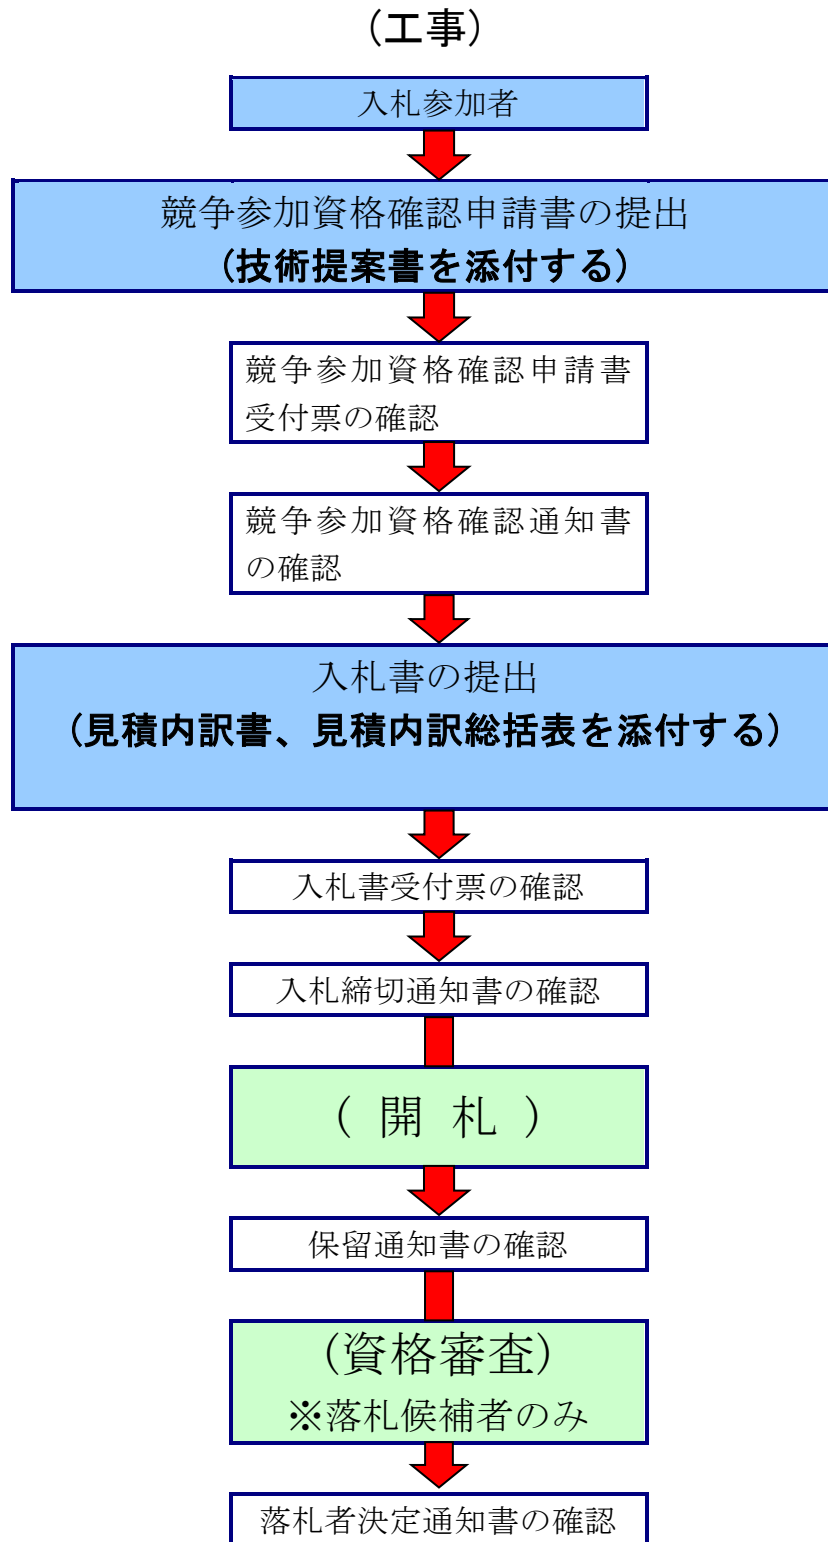 （工事）
入札参加者
競争参加資格確認申請書の提出
（技術提案書を添付する）
競争参加資格確認申請書
受付票の確認
競争参加資格確認通知書
の確認
入札書の提出
（見積内訳書、見積内訳総括表を添付する）
入札書受付票の確認
入札締切通知書の確認
（ 開 札 ）
保留通知書の確認
（資格審査）
※落札候補者のみ
落札者決定通知書の確認